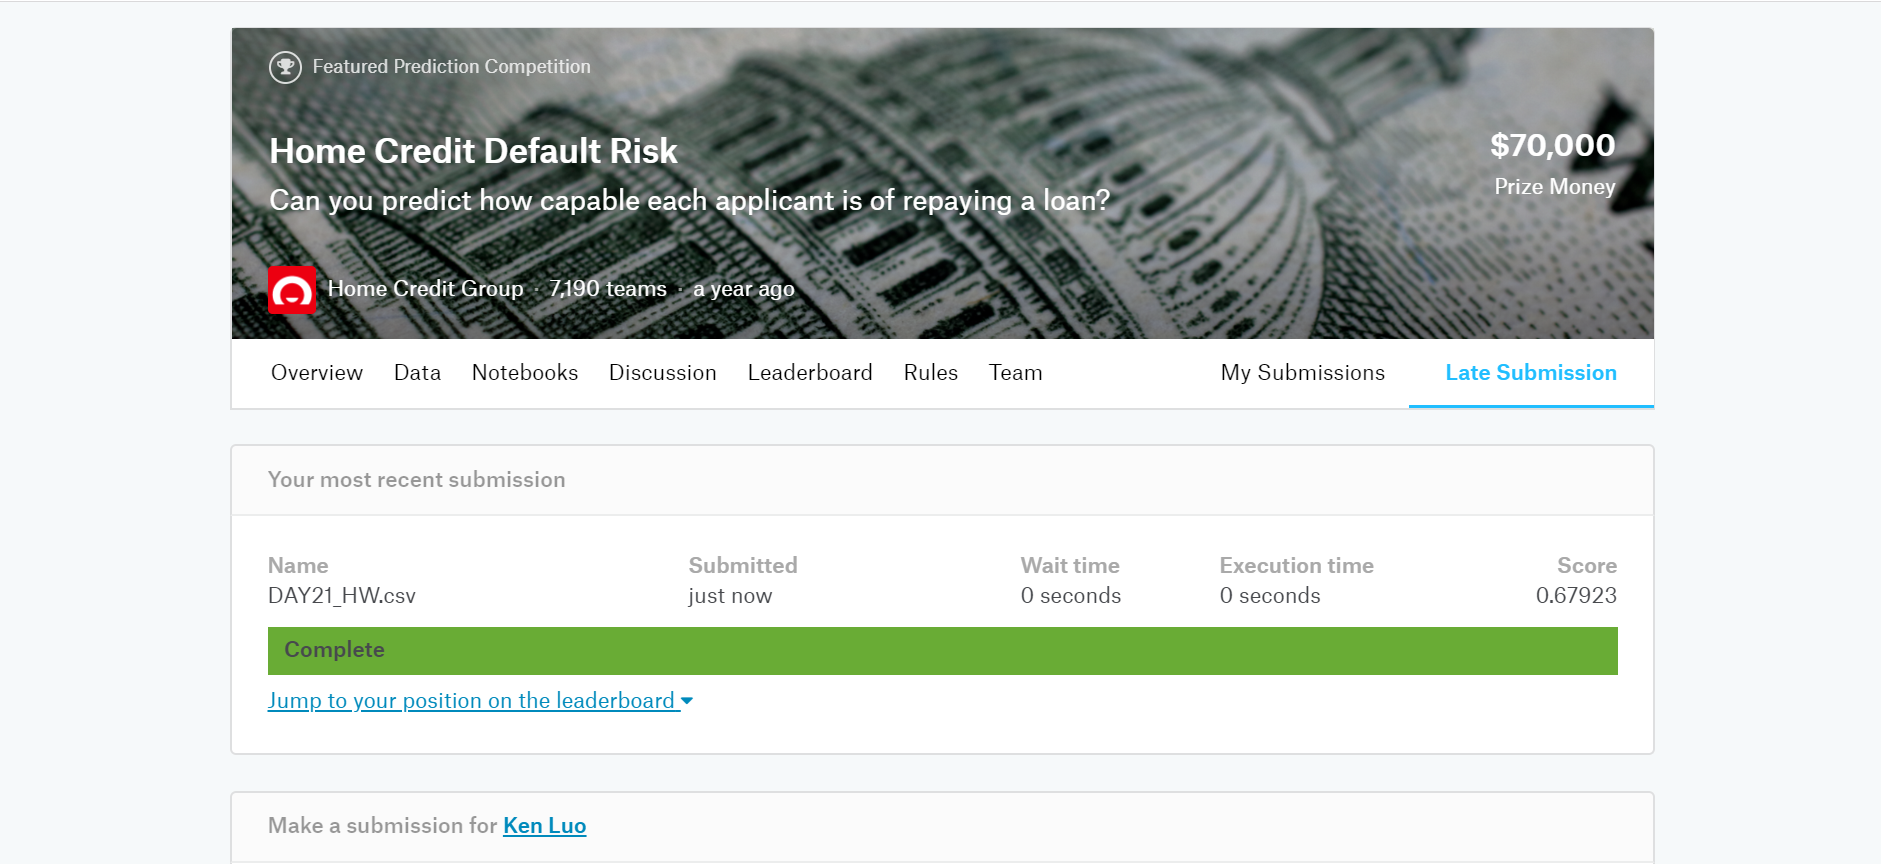 Featured Prediction Competition
Home Credit Default Risk
Can you predict how capable each applicant is of repaying a loan?
$70,000
Prize Money
Home Credit Group · 7,190 teams · a year ago
Overview Data Notebooks Discussion Leaderboard Rules Team My Submissions Late Submission
Your most recent submission
Name Submitted Wait time Execution time Score
DAY21_HW.csv just now 0 seconds 0 seconds 0.67923
Complete
Jump to your position on the leaderboard
Make a submission for Ken Luo